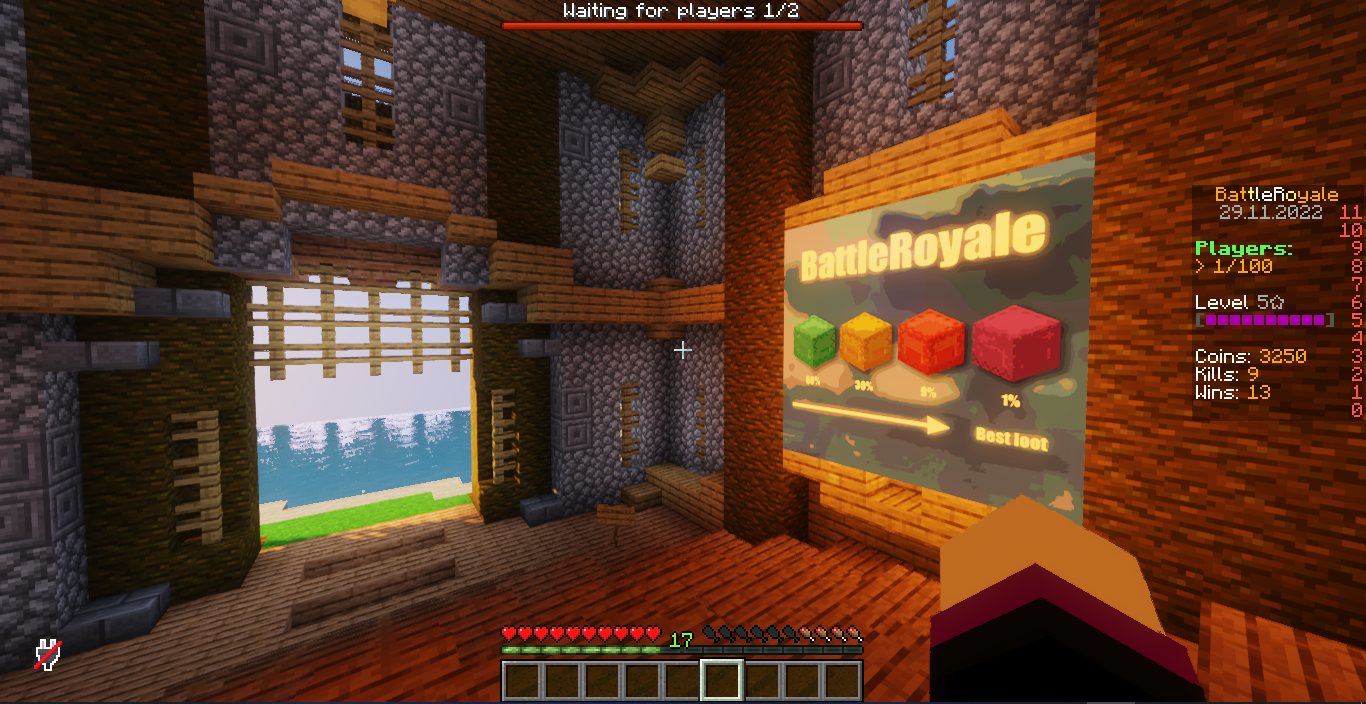 Waiting for players 1/2
BattleRoyale
60%
30%
9%
1%
Best loot
BattleRoyale
29.11.2022 11
10
Players: 9
> 1/100 8
7
Level 5☆ 6
[||||||||||] 5
4
Coins: 3250 3
Kills: 9 2
Wins: 13 1
0
17